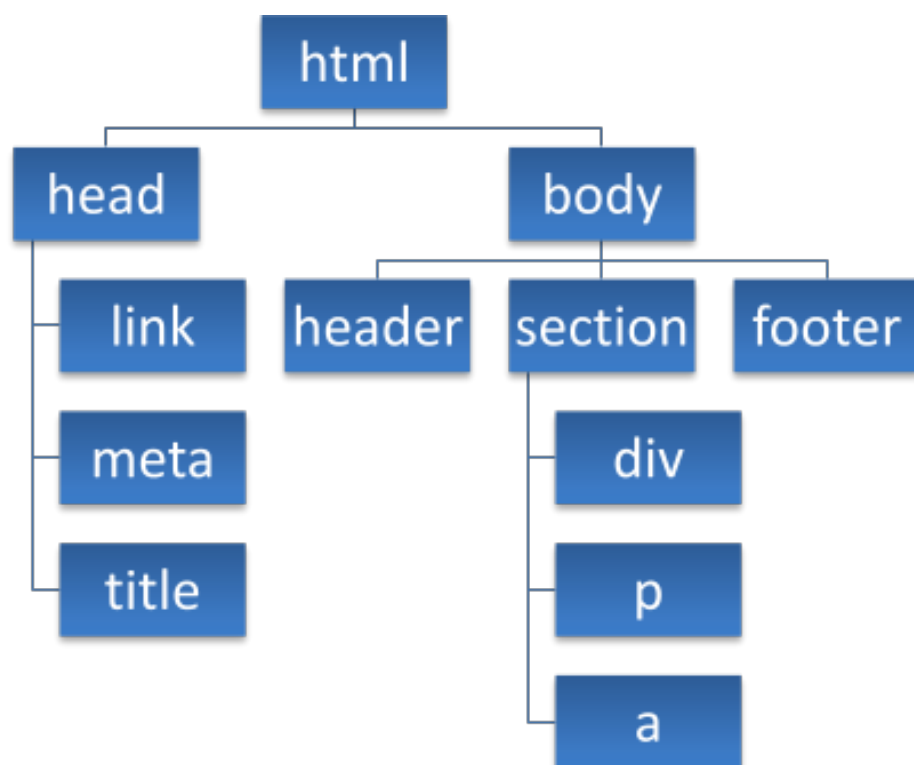 html
head
body
link
header
section
footer
meta
div
title
p
a